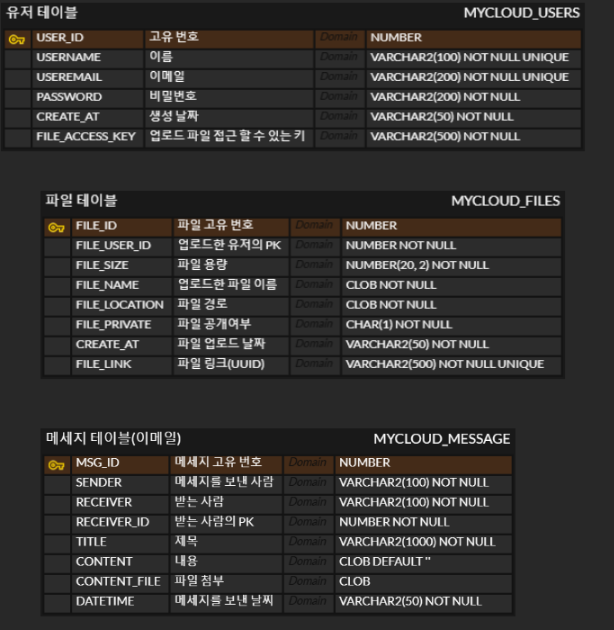 유저 테이블 MYCLOUD_USERS
USER_ID 고유 번호 Domain NUMBER
USERNAME 이름 Domain VARCHAR2(100) NOT NULL UNIQUE
USEREMAIL 이메일 Domain VARCHAR2(200) NOT NULL UNIQUE
PASSWORD 비밀번호 Domain VARCHAR2(200) NOT NULL
CREATE_AT 생성 날짜 Domain VARCHAR2(50) NOT NULL
FILE_ACCESS_KEY 업로드 파일 접근 할 수 있는 키 Domain VARCHAR2(500) NOT NULL
파일 테이블 MYCLOUD_FILES
FILE_ID 파일 고유 번호 Domain NUMBER
FILE_USER_ID 업로드한 유저의 PK Domain NUMBER NOT NULL
FILE_SIZE 파일 용량 Domain NUMBER(20, 2) NOT NULL
FILE_NAME 업로드한 파일 이름 Domain CLOB NOT NULL
FILE_LOCATION 파일 경로 Domain CLOB NOT NULL
FILE_PRIVATE 파일 공개여부 Domain CHAR(1) NOT NULL
CREATE_AT 파일 업로드 날짜 Domain VARCHAR2(50) NOT NULL
FILE_LINK 파일 링크(UUID) Domain VARCHAR2(500) NOT NULL UNIQUE
메세지 테이블(이메일) MYCLOUD_MESSAGE
MSG_ID 메세지 고유 번호 Domain NUMBER
SENDER 메세지를 보낸 사람 Domain VARCHAR2(100) NOT NULL
RECEIVER 받는 사람 Domain VARCHAR2(100) NOT NULL
RECEIVER_ID 받는 사람의 PK Domain NUMBER NOT NULL
TITLE 제목 Domain VARCHAR2(1000) NOT NULL
CONTENT 내용 Domain CLOB DEFAULT ''
CONTENT_FILE 파일 첨부 Domain CLOB
DATETIME 메세지를 보낸 날찌 Domain VARCHAR2(50) NOT NULL